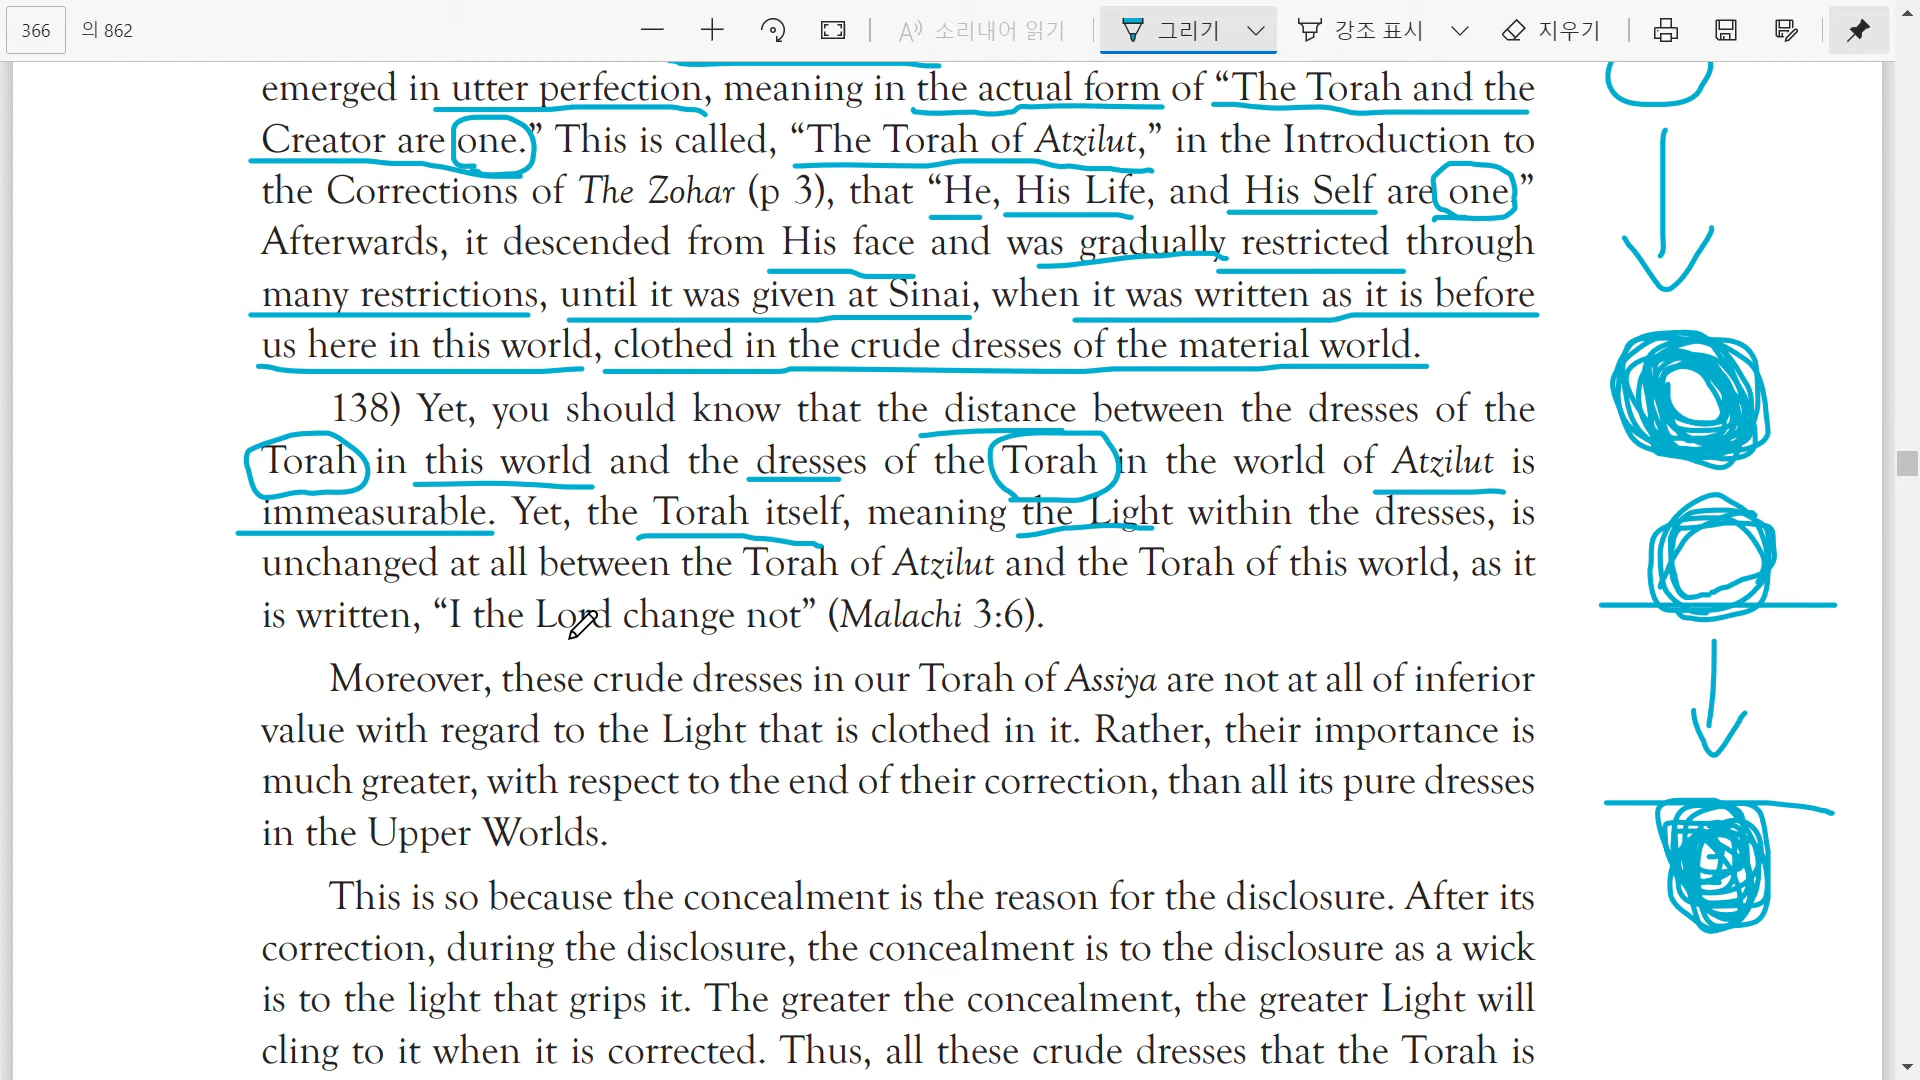 366 의 862 소리내어 읽기 그리기 강조 표시 지우기
emerged in utter perfection, meaning in the actual form of “The Torah and the
Creator are one.” This is called, “The Torah of Atzilut,” in the Introduction to
the Corrections of The Zohar (p 3), that “He, His Life, and His Self are one”
Afterwards, it descended from His face and was gradually restricted through
many restrictions, until it was given at Sinai, when it was written as it is before
us here in this world, clothed in the crude dresses of the material world.
138) Yet, you should know that the distance between the dresses of the
Torah in this world and the dresses of the Torah in the world of Atzilut is
immeasurable. Yet, the Torah itself, meaning the Light within the dresses, is
unchanged at all between the Torah of Atzilut and the Torah of this world, as it
is written, “I the Lord change not” (Malachi 3:6).
Moreover, these crude dresses in our Torah of Assiya are not at all of inferior
value with regard to the Light that is clothed in it. Rather, their importance is
much greater, with respect to the end of their correction, than all its pure dresses
in the Upper Worlds.
This is so because the concealment is the reason for the disclosure. After its
correction, during the disclosure, the concealment is to the disclosure as a wick
is to the light that grips it. The greater the concealment, the greater Light will
cling to it when it is corrected. Thus, all these crude dresses that the Torah is